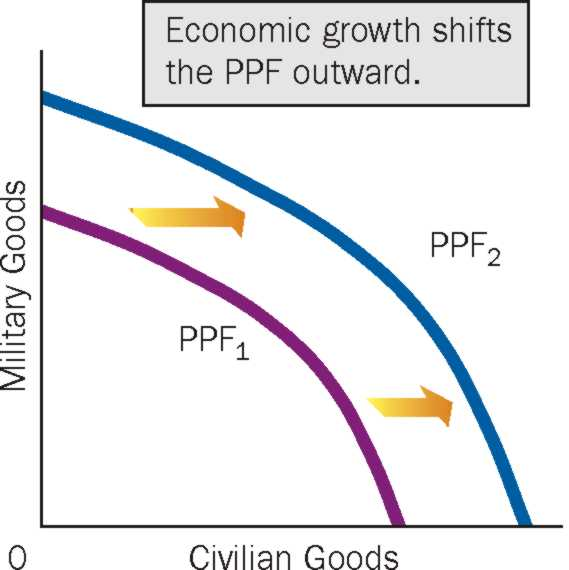 Economic growth shifts
the PPF outward.
Military Goods
PPF₂
PPF₁
0
Civilian Goods